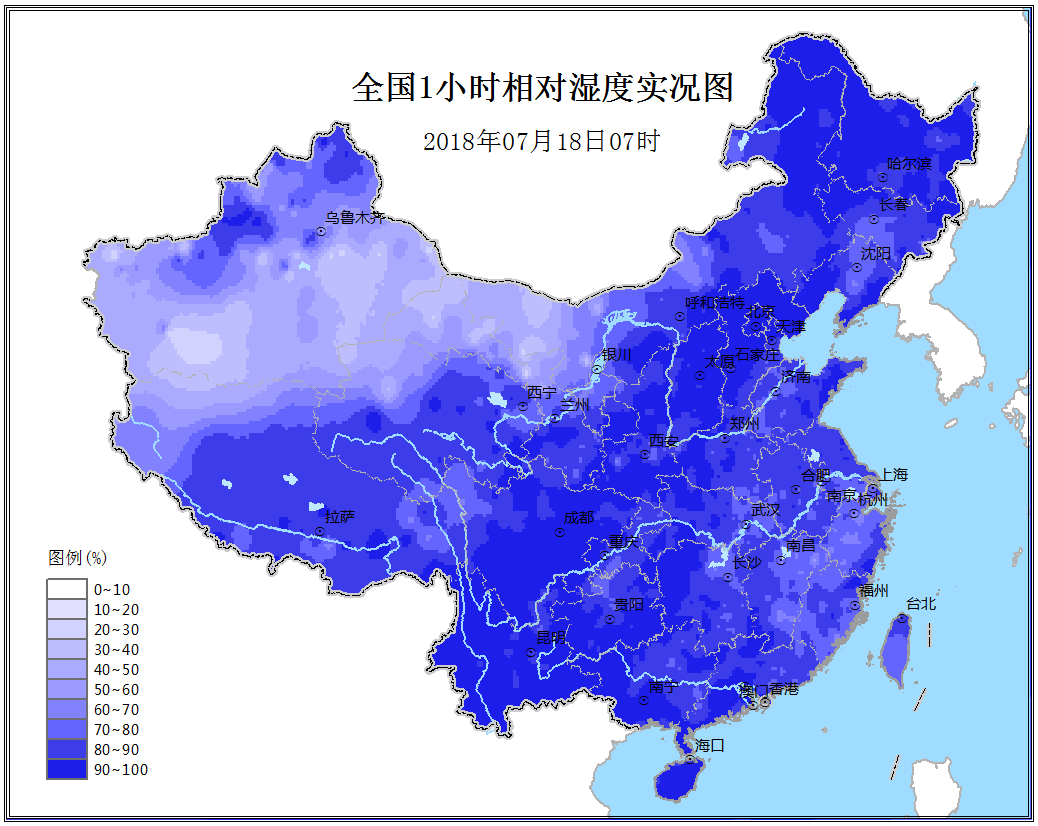 全国1小时相对湿度实况图
2018年07月18日07时
哈尔滨
长春
乌鲁木齐
沈阳
呼和浩特
北京
天津
银川
太原
石家庄
济南
西宁
兰州
郑州
西安
合肥
上海
南京
杭州
拉萨
成都
武汉
重庆
南昌
长沙
贵阳
福州
台北
昆明
南宁
澳门
香港
海口
图例(%)
0~10
10~20
20~30
30~40
40~50
50~60
60~70
70~80
80~90
90~100